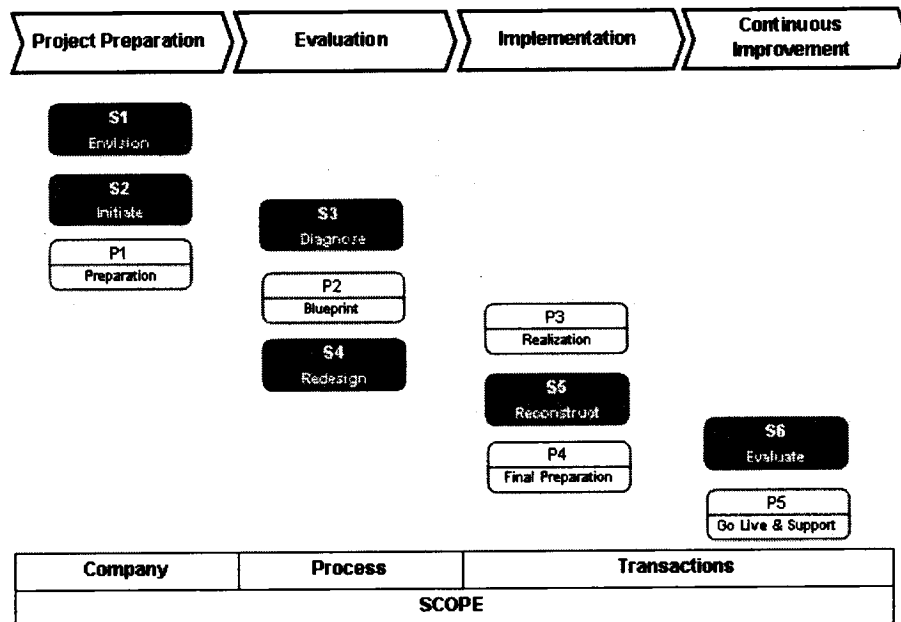 Project Preparation
Evaluation
Implementation
Continuous
Improvement
S1
Envision
S2
Initiate
P1
Preparation
S3
Diagnose
P2
Blueprint
S4
Redesign
P3
Realization
S5
Reconstruct
P4
Final Preparation
S6
Evaluate
P5
Go Live & Support
Company
Process
Transactions
SCOPE